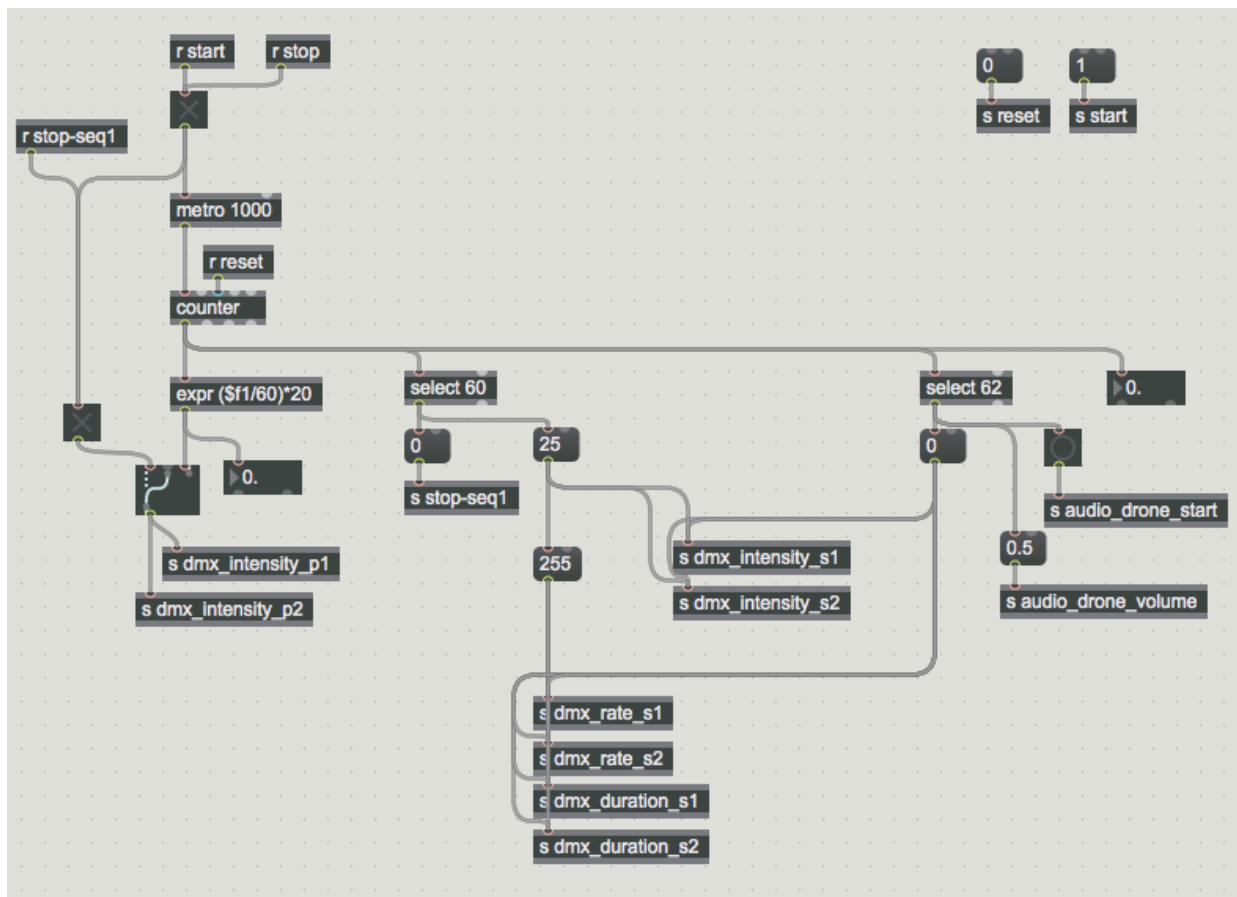 r start
r stop
0
1
s reset
s start
r stop-seq1
metro 1000
r reset
counter
expr ($f1/60)*20
select 60
select 62
0.
0
25
0
0.
s stop-seq1
s audio_drone_start
255
s dmx_intensity_s1
0.5
s dmx_intensity_p1
s dmx_intensity_s2
s audio_drone_volume
s dmx_intensity_p2
s dmx_rate_s1
s dmx_rate_s2
s dmx_duration_s1
s dmx_duration_s2